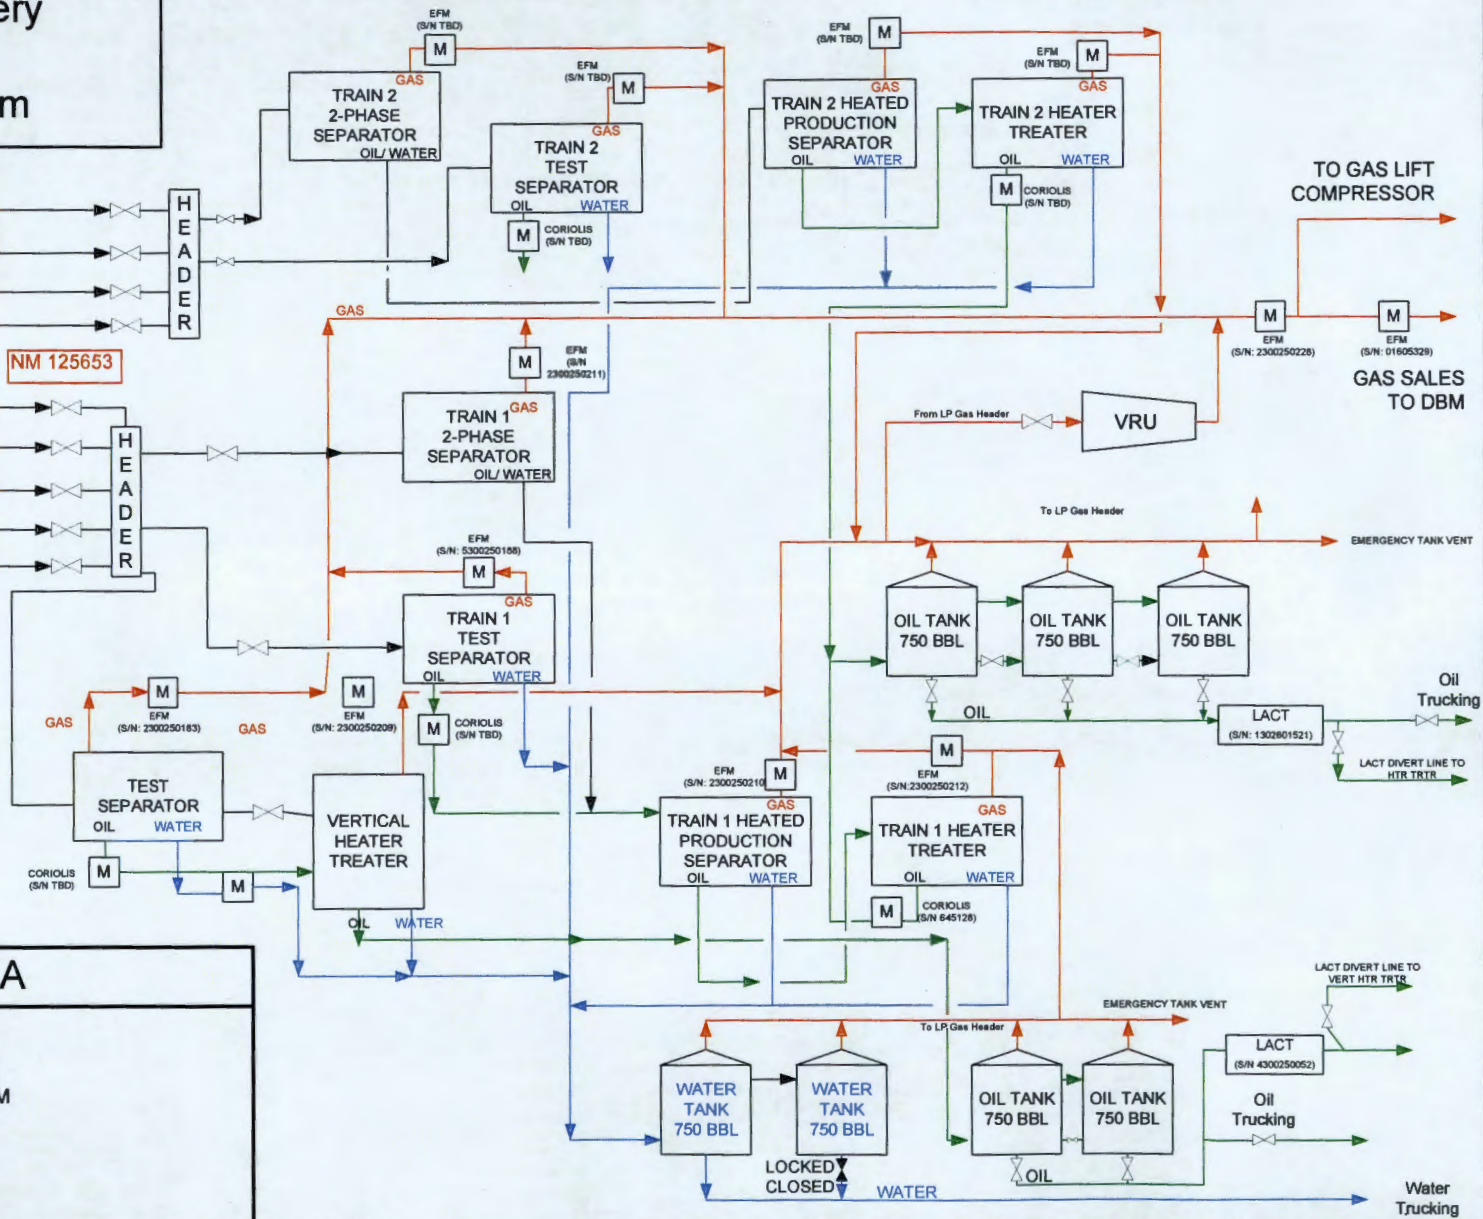 ery
m
EFM
(S/N TBD)
M
GAS
TRAIN 2
2-PHASE
SEPARATOR
OIL/ WATER
EFM
(S/N TBD)
M
GAS
TRAIN 2
TEST
SEPARATOR
OIL
WATER
M
CORIOLIS
(S/N TBD)
EFM
(S/N TBD)
M
GAS
TRAIN 2 HEATED
PRODUCTION
SEPARATOR
OIL
WATER
EFM
(S/N TBD)
M
GAS
TRAIN 2 HEATER
TREATER
OIL
WATER
M
CORIOLIS
(S/N TBD)
HEADER
TO GAS LIFT
COMPRESSOR
GAS
M
EFM
(S/N: 2300250228)
M
EFM
(S/N: 01605329)
GAS SALES
TO DBM
NM 125653
HEADER
M
EFM
(S/N
2300250211)
GAS
TRAIN 1
2-PHASE
SEPARATOR
OIL/ WATER
From LP Gas Header
VRU
To LP Gas Header
EMERGENCY TANK VENT
EFM
(S/N: 5300250188)
M
GAS
TRAIN 1
TEST
SEPARATOR
OIL
WATER
M
CORIOLIS
(S/N TBD)
OIL TANK
750 BBL
OIL TANK
750 BBL
OIL TANK
750 BBL
OIL
LACT
(S/N: 1302601521)
Oil
Trucking
LACT DIVERT LINE TO
HTR TRTR
GAS
M
EFM
(S/N: 2300250183)
GAS
M
EFM
(S/N: 2300250209)
TEST
SEPARATOR
OIL
WATER
VERTICAL
HEATER
TREATER
OIL
WATER
CORIOLIS
(S/N TBD)
M
M
EFM
(S/N: 2300250210
M
GAS
TRAIN 1 HEATED
PRODUCTION
SEPARATOR
OIL
WATER
M
EFM
(S/N:2300250212)
GAS
TRAIN 1 HEATER
TREATER
OIL
WATER
M
CORIOLIS
(S/N 645128)
A
M
To LP Gas Header
EMERGENCY TANK VENT
LACT DIVERT LINE TO
VERT HTR TRTR
LACT
(S/N 4300250052)
WATER
TANK
750 BBL
WATER
TANK
750 BBL
OIL TANK
750 BBL
OIL TANK
750 BBL
Oil
Trucking
LOCKED
CLOSED
WATER
OIL
Water
Trucking